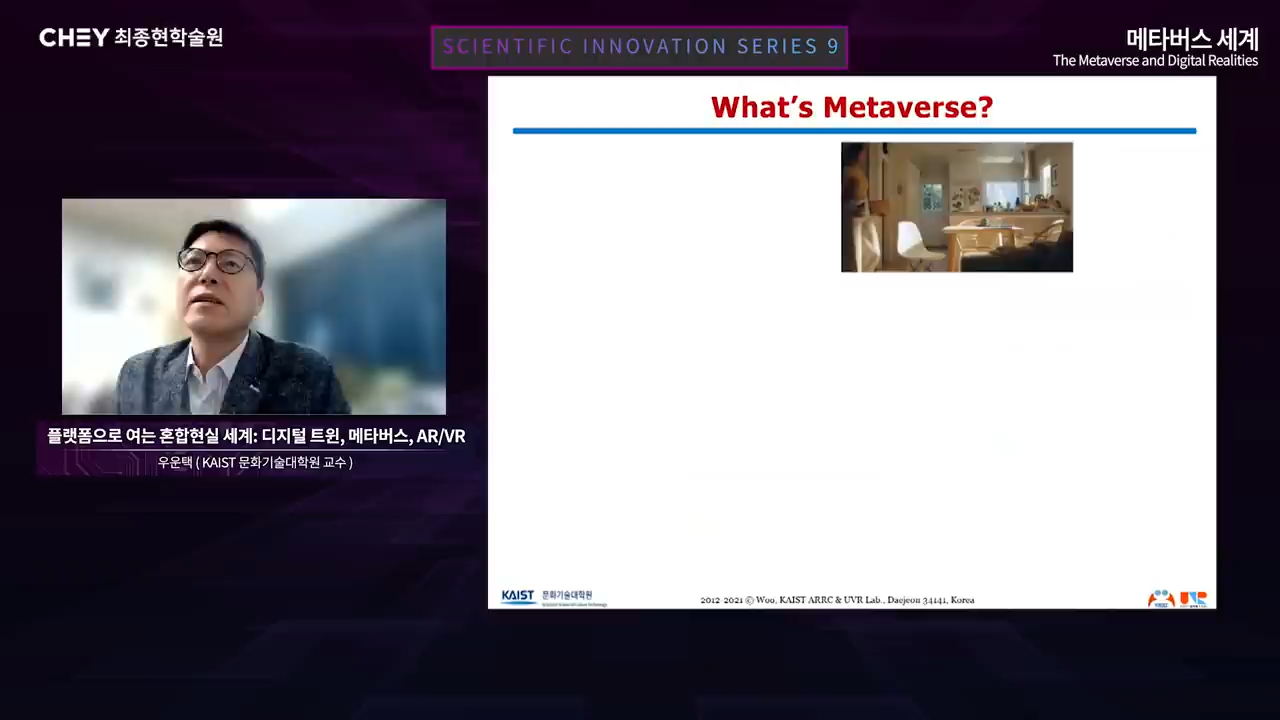 CHEY 최종현학술원
SCIENTIFIC INNOVATION SERIES 9
메타버스 세계
The Metaverse and Digital Realities
What's Metaverse?
플랫폼으로 여는 혼합현실 세계: 디지털 트윈, 메타버스, AR/VR
우운택 ( KAIST 문화기술대학원 교수 )
KAIST 문화기술대학원
2012-2021 © Woo, KAIST ARRC & UVR Lab., Daejeon 34141, Korea
UVR